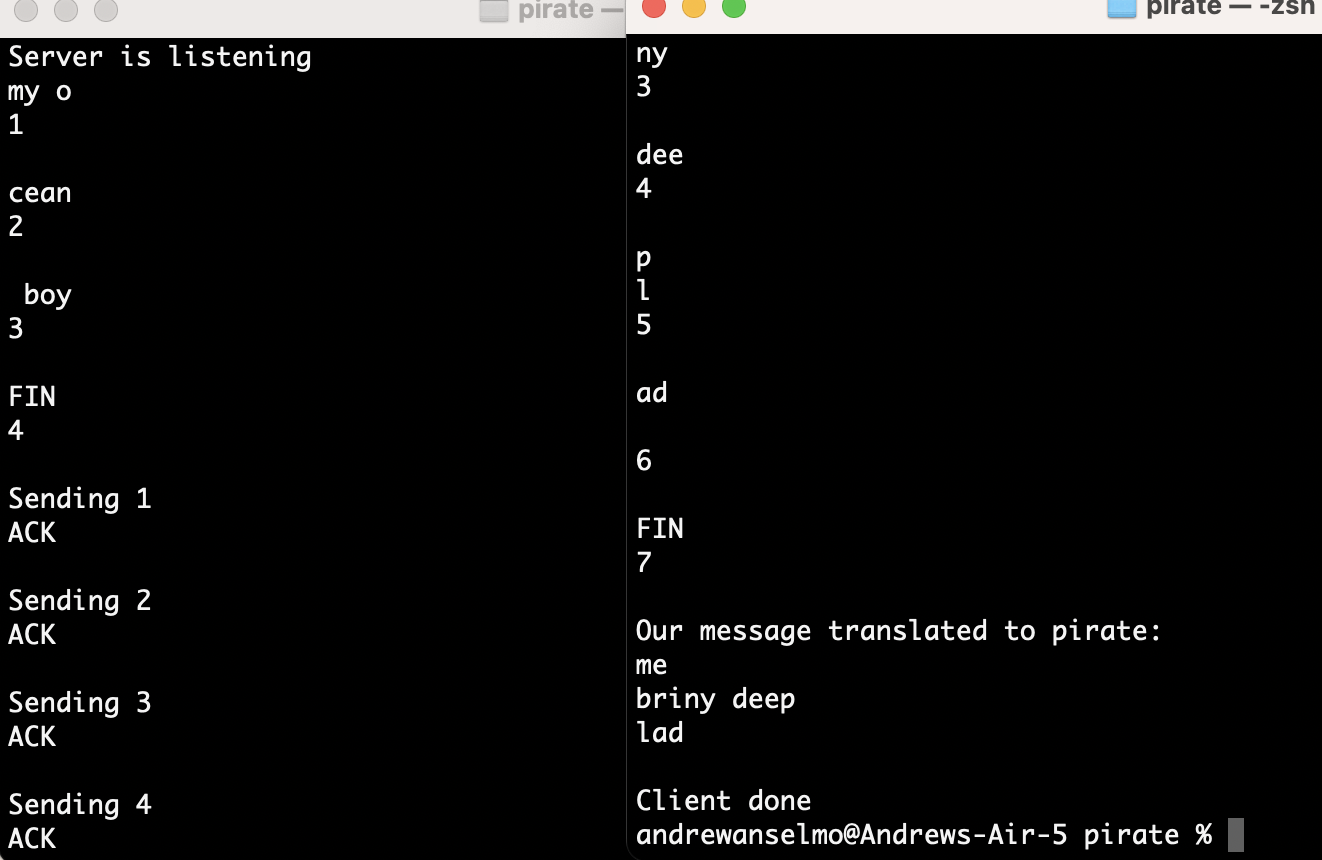 pirate —
Server is listening
my o
1
cean
2
boy
3
FIN
4
Sending 1
ACK
Sending 2
ACK
Sending 3
ACK
Sending 4
ACK
pirate — -zsh
ny
3
dee
4
p
l
5
ad
6
FIN
7
Our message translated to pirate:
me
briny deep
lad
Client done
andrewanselmo@Andrews-Air-5 pirate %